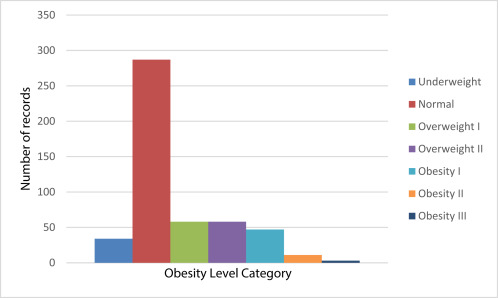 350
300
250
200
150
100
50
0
Number of records
Obesity Level Category
Underweight
Normal
Overweight I
Overweight II
Obesity I
Obesity II
Obesity III